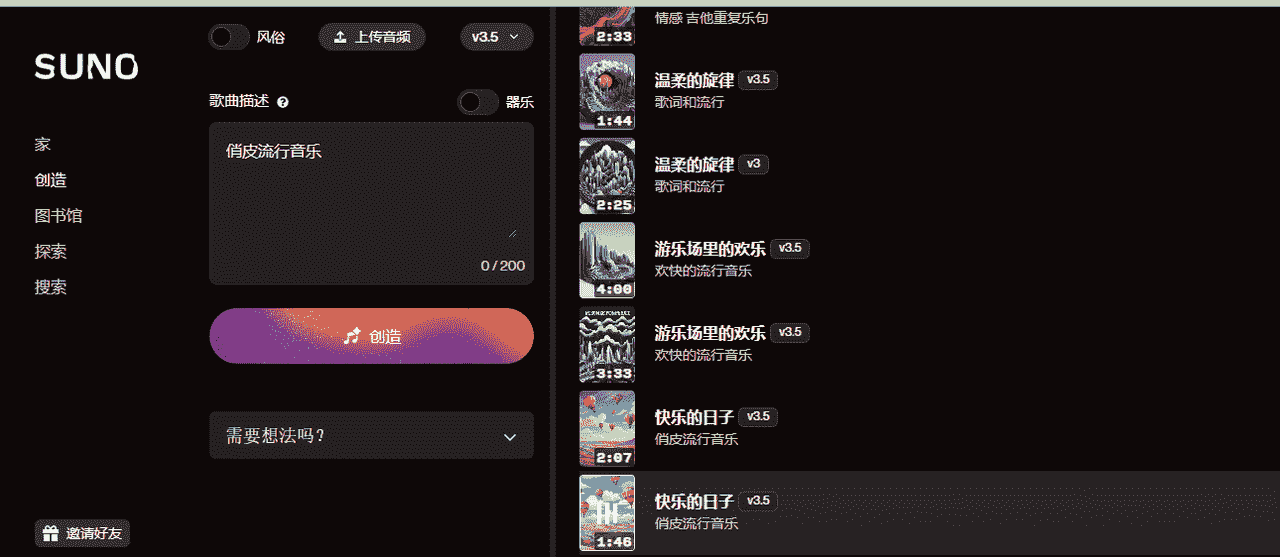 SUNO
家
创造
图书馆
探索
搜索
邀请好友
风俗
上传音频
v3.5
歌曲描述
器乐
俏皮流行音乐
0 / 200
创造
需要想法吗？
2:33
情感 吉他重复乐句
1:44
温柔的旋律 v3.5
歌词和流行
2:25
温柔的旋律 v3
歌词和流行
4:00
游乐场里的欢乐 v3.5
欢快的流行音乐
3:33
游乐场里的欢乐 v3.5
欢快的流行音乐
2:07
快乐的日子 v3.5
俏皮流行音乐
1:46
快乐的日子 v3.5
俏皮流行音乐